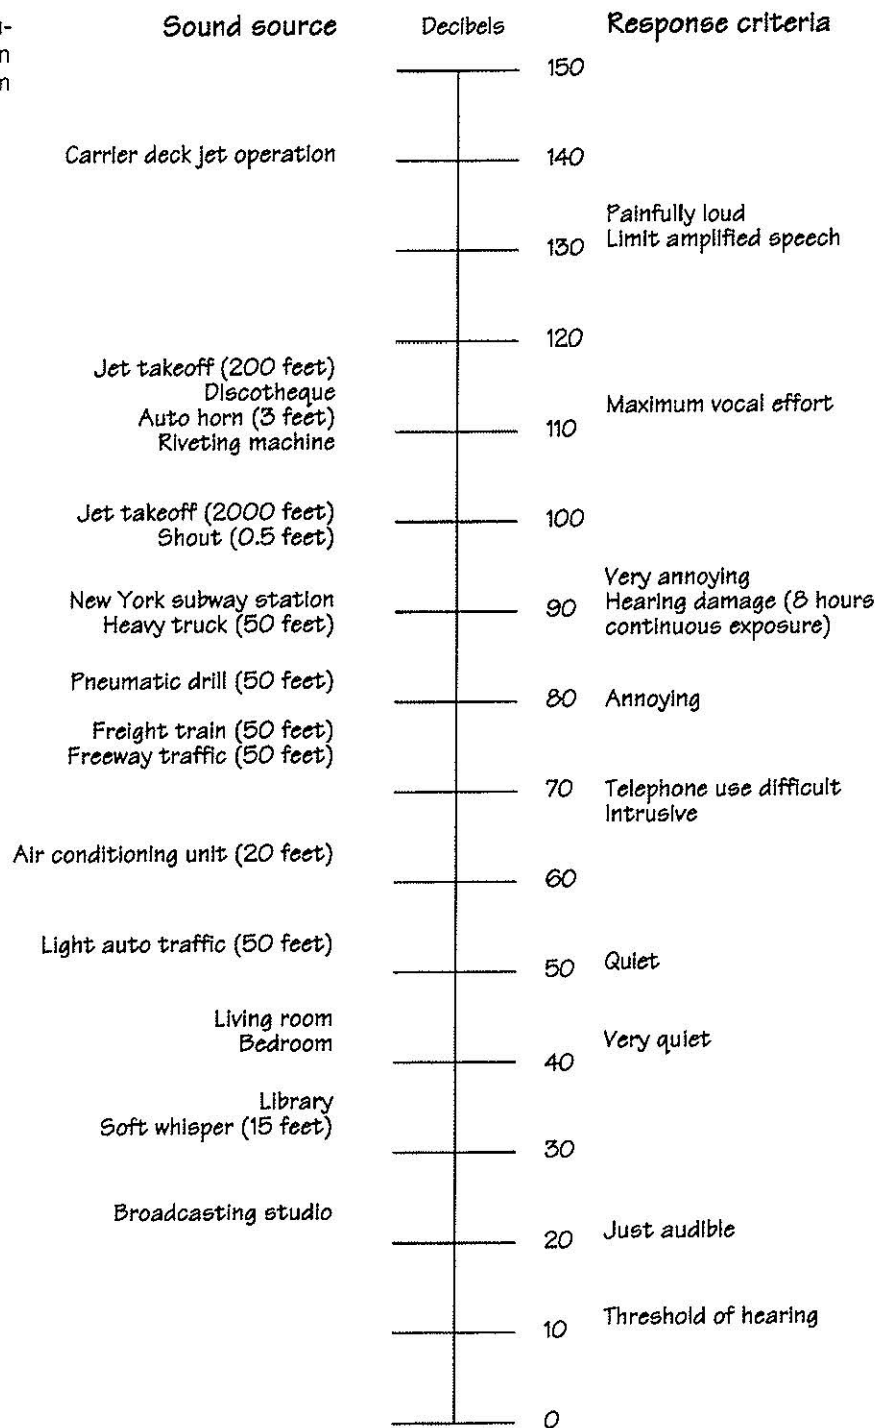 Sound source Decibels Response criteria
150
Carrier deck jet operation 140
Painfully loud
130 Limit amplified speech
120
Jet takeoff (200 feet)
Discotheque
Auto horn (3 feet) Maximum vocal effort
Riveting machine 110
Jet takeoff (2000 feet) 100
Shout (0.5 feet)
Very annoying
New York subway station 90 Hearing damage (8 hours
Heavy truck (50 feet) continuous exposure)
Pneumatic drill (50 feet)
80 Annoying
Freight train (50 feet)
Freeway traffic (50 feet)
70 Telephone use difficult
Intrusive
Air conditioning unit (20 feet)
60
Light auto traffic (50 feet)
50 Quiet
Living room
Bedroom Very quiet
40
Library
Soft whisper (15 feet)
30
Broadcasting studio
20 Just audible
Threshold of hearing
10
0